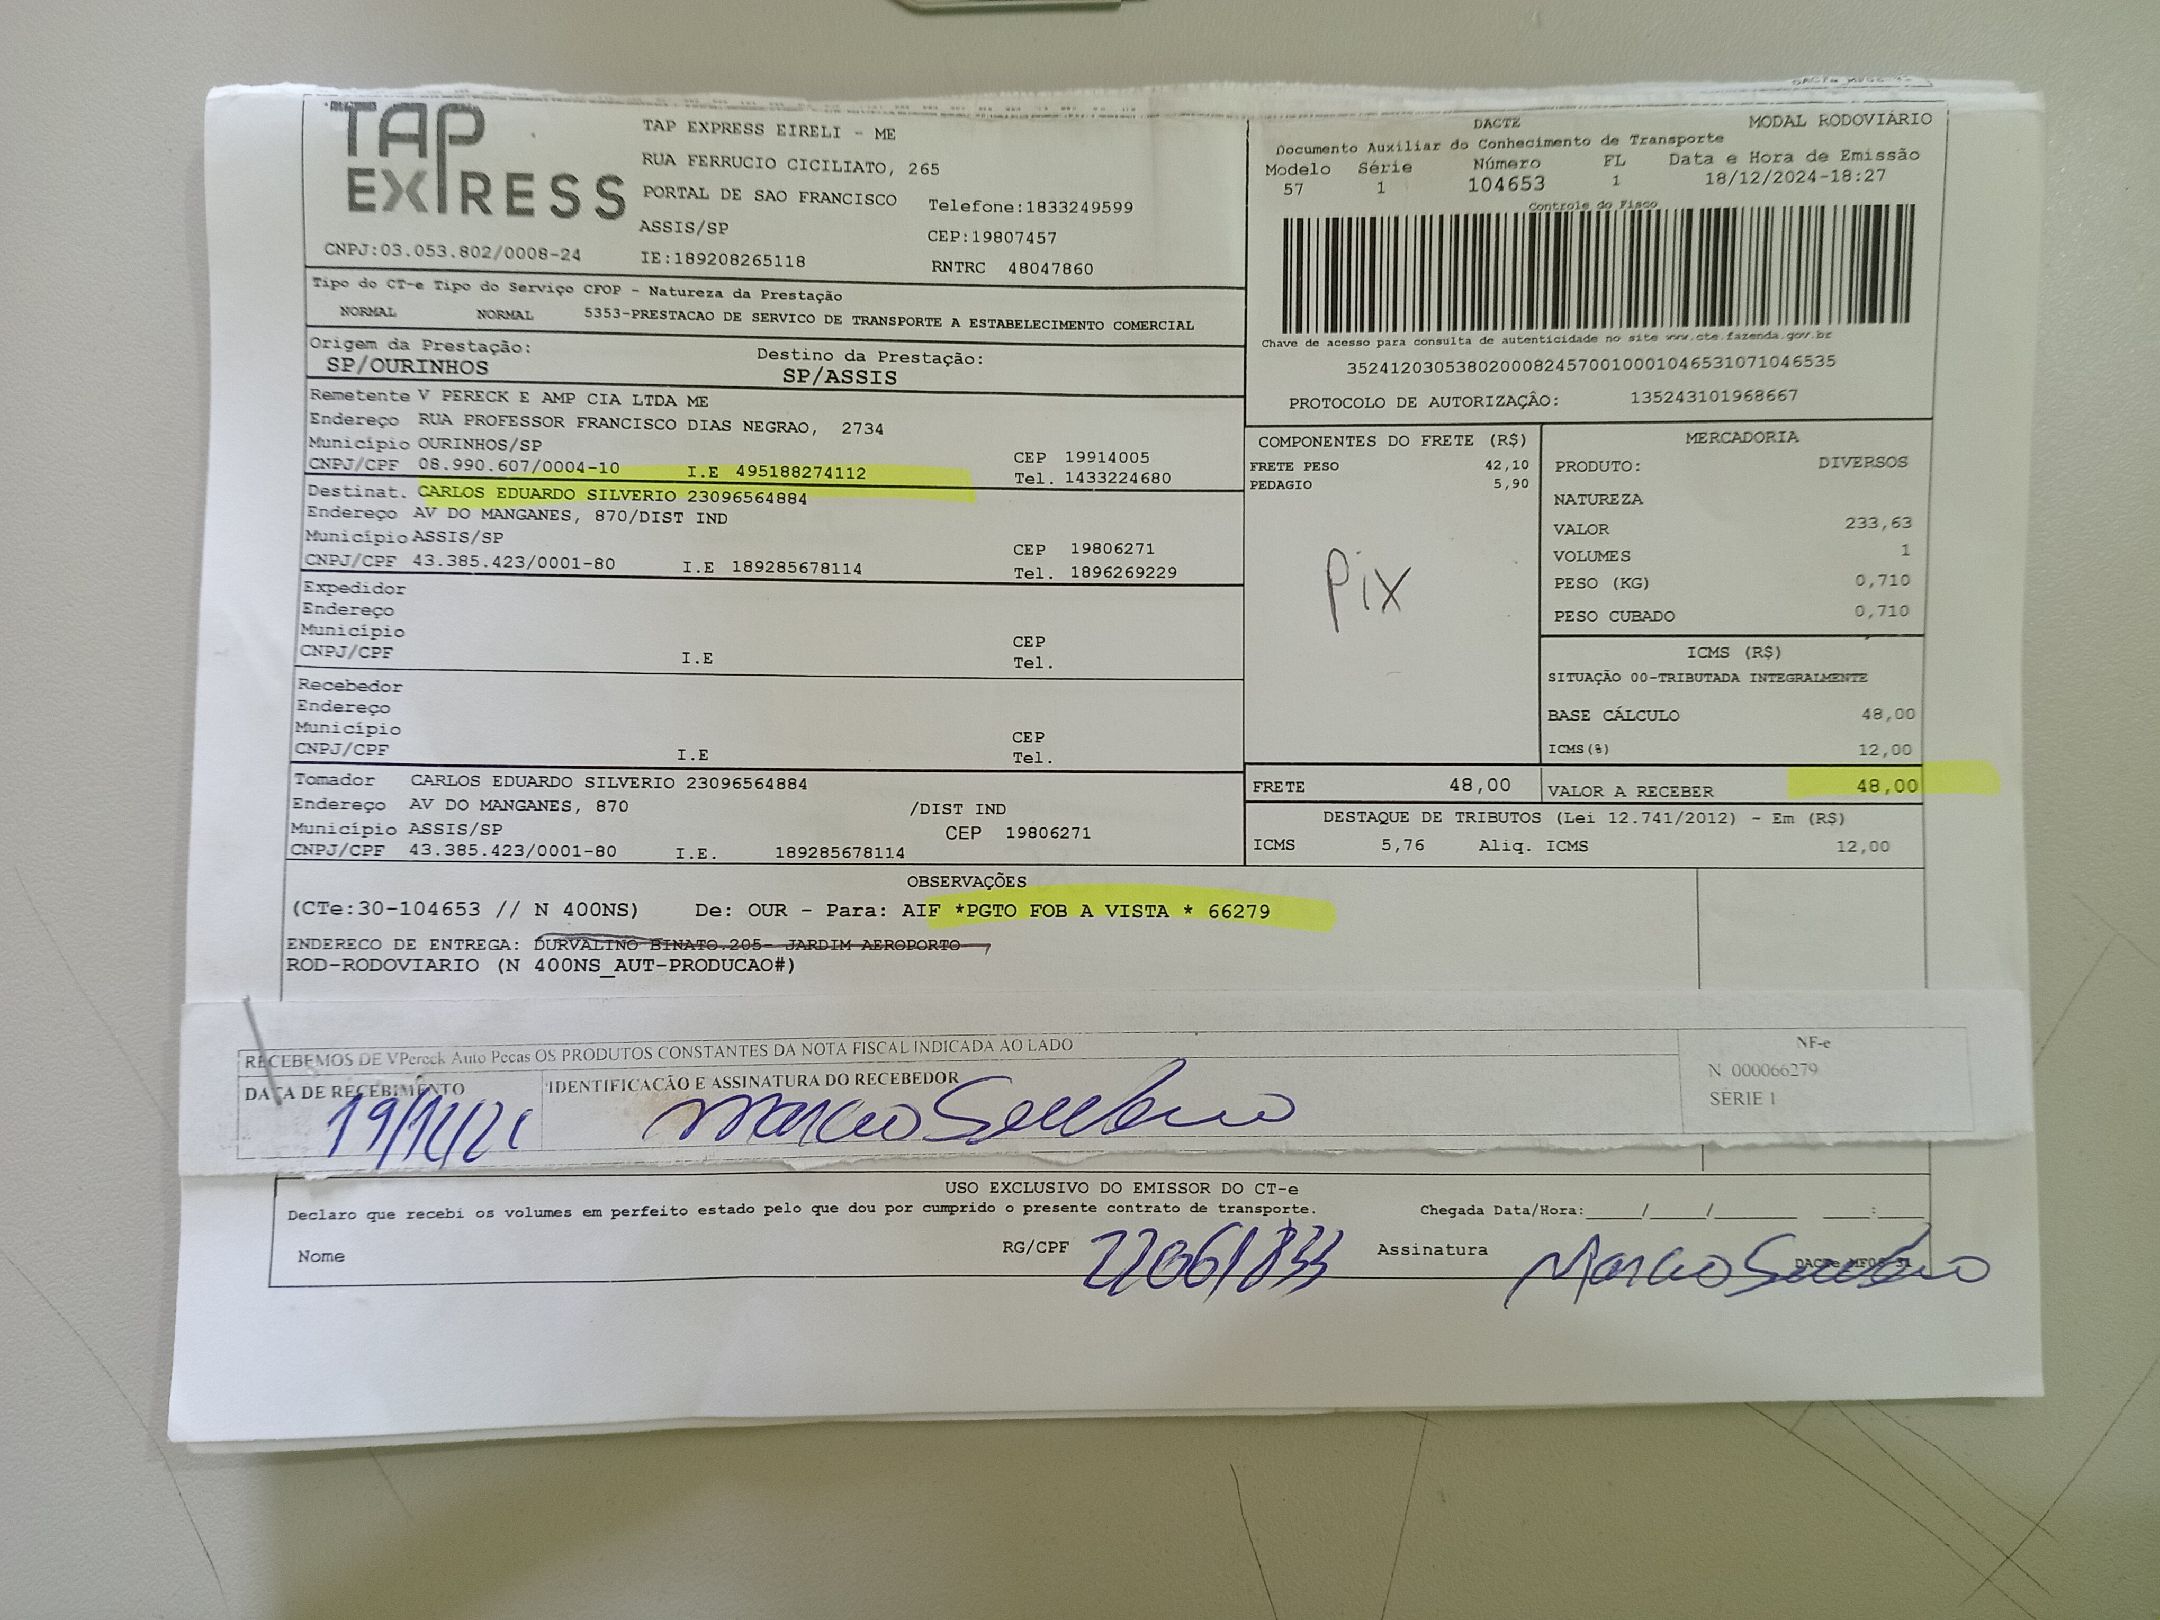 TAP
EXPRESS
CNPJ:03.053.802/0008-24
TAP EXPRESS EIRELI - ME
RUA FERRUCIO CICILIATO, 265
PORTAL DE SAO FRANCISCO
Telefone:1833249599
ASSIS/SP
CEP:19807457
IE:189208265118
RNTRC 48047860
DACTE
MODAL RODOVIÁRIO
Documento Auxiliar do Conhecimento de Transporte
Modelo Série Número FL Data e Hora de Emissão
57 1 104653 1 18/12/2024-18:27
Controle do Fisco
Chave de acesso para consulta de autenticidade no site www.cte.fazenda.gov.br
35241203053802000824570010001046531071046535
PROTOCOLO DE AUTORIZAÇÃO: 135243101968667
Tipo do CT-e Tipo do Serviço CFOP - Natureza da Prestação
NORMAL NORMAL 5353-PRESTACAO DE SERVICO DE TRANSPORTE A ESTABELECIMENTO COMERCIAL
Origem da Prestação: Destino da Prestação:
SP/OURINHOS SP/ASSIS
Remetente V PERECK E AMP CIA LTDA ME
Endereço RUA PROFESSOR FRANCISCO DIAS NEGRAO, 2734
Município OURINHOS/SP CEP 19914005
CNPJ/CPF 08.990.607/0004-10 I.E 495188274112 Tel. 1433224680
Destinat. CARLOS EDUARDO SILVERIO 23096564884
Endereço AV DO MANGANES, 870/DIST IND
Município ASSIS/SP CEP 19806271
CNPJ/CPF 43.385.423/0001-80 I.E 189285678114 Tel. 1896269229
Expedidor
Endereço
Município CEP
CNPJ/CPF I.E Tel.
Recebedor
Endereço
Município CEP
CNPJ/CPF I.E Tel.
Tomador CARLOS EDUARDO SILVERIO 23096564884
Endereço AV DO MANGANES, 870 /DIST IND
Município ASSIS/SP CEP 19806271
CNPJ/CPF 43.385.423/0001-80 I.E. 189285678114
COMPONENTES DO FRETE (R$)
FRETE PESO 42,10
PEDAGIO 5,90
Pix
MERCADORIA
PRODUTO: DIVERSOS
NATUREZA
VALOR 233,63
VOLUMES 1
PESO (KG) 0,710
PESO CUBADO 0,710
ICMS (R$)
SITUAÇÃO 00-TRIBUTADA INTEGRALMENTE
BASE CÁLCULO 48,00
ICMS(%) 12,00
FRETE 48,00 VALOR A RECEBER 48,00
DESTAQUE DE TRIBUTOS (Lei 12.741/2012) - Em (R$)
ICMS 5,76 Aliq. ICMS 12,00
OBSERVAÇÕES
(CTe:30-104653 // N 400NS) De: OUR - Para: AIF *PGTO FOB A VISTA * 66279
ENDERECO DE ENTREGA: DURVALINO BINATO.205- JARDIM AEROPORTO
ROD-RODOVIARIO (N 400NS_AUT-PRODUCAO#)
RECEBEMOS DE VPereck Auto Pecas OS PRODUTOS CONSTANTES DA NOTA FISCAL INDICADA AO LADO
DATA DE RECEBIMENTO IDENTIFICAÇÃO E ASSINATURA DO RECEBEDOR
NF-e
N. 000066279
SÉRIE 1
USO EXCLUSIVO DO EMISSOR DO CT-e
Declaro que recebi os volumes em perfeito estado pelo que dou por cumprido o presente contrato de transporte. Chegada Data/Hora:____/____/______ ___:___
Nome RG/CPF 22061833 Assinatura